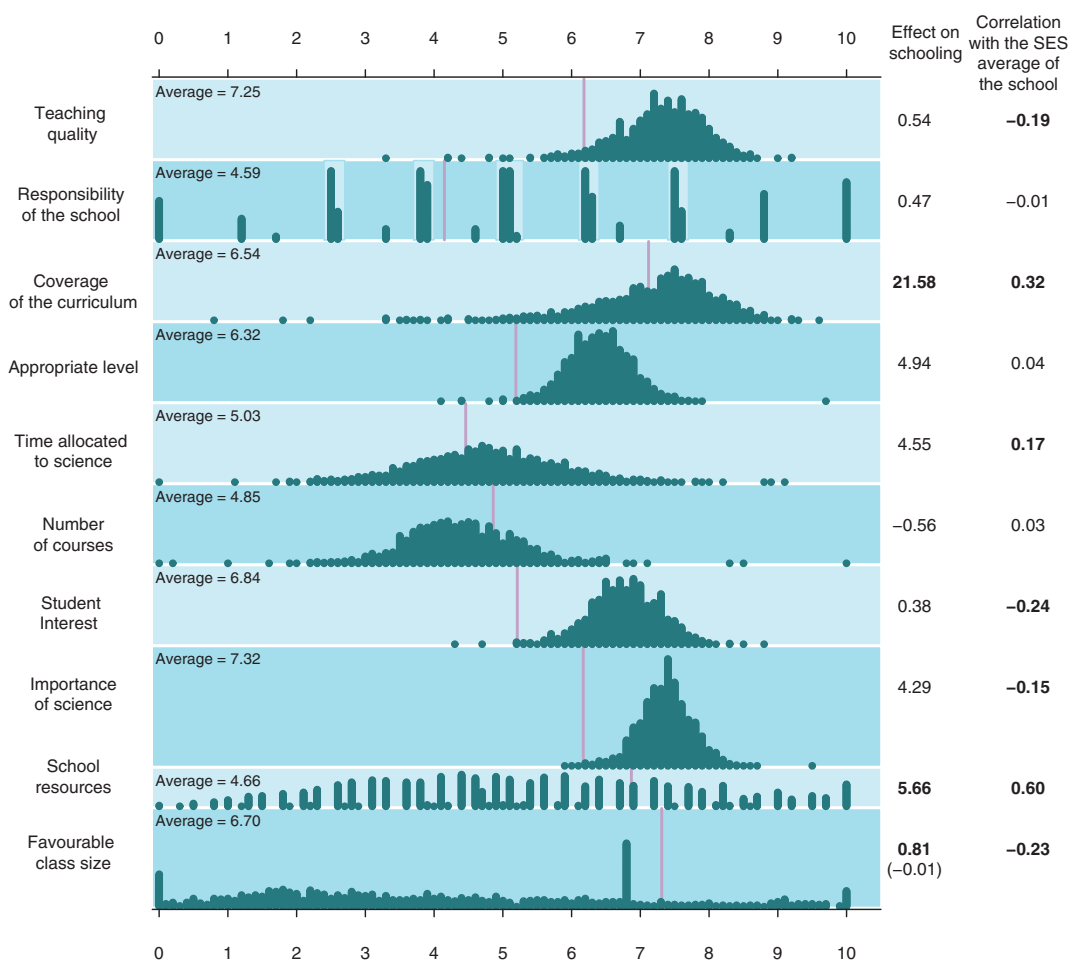 0 1 2 3 4 5 6 7 8 9 10
Effect on
schooling
Correlation
with the SES
average of
the school
Teaching
quality
Average = 7.25
0.54
−0.19
Responsibility
of the school
Average = 4.59
0.47
−0.01
Coverage
of the curriculum
Average = 6.54
21.58
0.32
Appropriate level
Average = 6.32
4.94
0.04
Time allocated
to science
Average = 5.03
4.55
0.17
Number
of courses
Average = 4.85
−0.56
0.03
Student
Interest
Average = 6.84
0.38
−0.24
Importance
of science
Average = 7.32
4.29
−0.15
School
resources
Average = 4.66
5.66
0.60
Favourable
class size
Average = 6.70
0.81
(−0.01)
−0.23
0 1 2 3 4 5 6 7 8 9 10